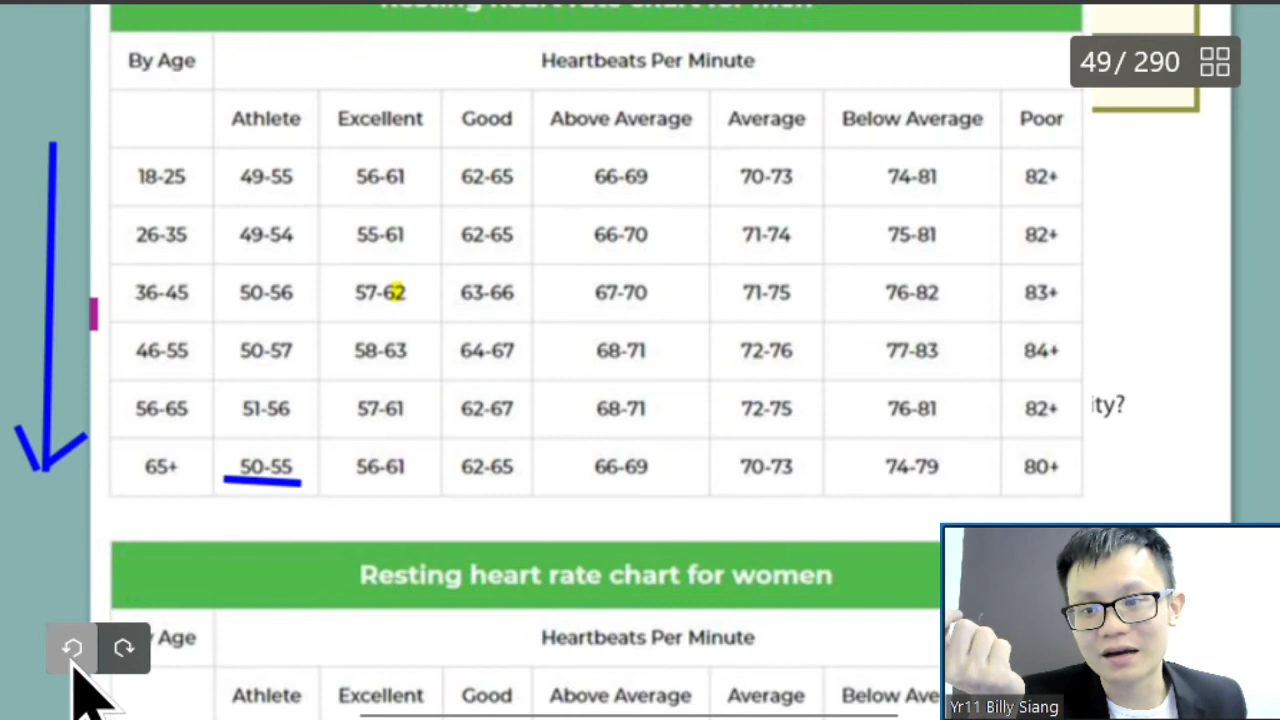 Resting heart rate chart for men
49/ 290
By Age Heartbeats Per Minute
Athlete Excellent Good Above Average Average Below Average Poor
18-25 49-55 56-61 62-65 66-69 70-73 74-81 82+
26-35 49-54 55-61 62-65 66-70 71-74 75-81 82+
36-45 50-56 57-62 63-66 67-70 71-75 76-82 83+
46-55 50-57 58-63 64-67 68-71 72-76 77-83 84+
56-65 51-56 57-61 62-67 68-71 72-75 76-81 82+
ity?
65+ 50-55 56-61 62-65 66-69 70-73 74-79 80+
Resting heart rate chart for women
Age Heartbeats Per Minute
Athlete Excellent Good Above Average Average Below Ave
Yr11 Billy Siang